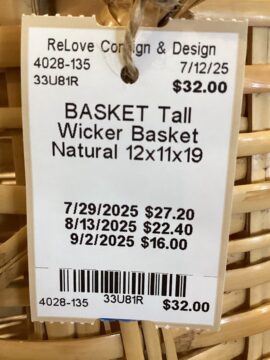 ReLove Consign & Design
4028-135 7/12/25
33U81R $32.00
BASKET Tall
Wicker Basket
Natural 12x11x19
7/29/2025 $27.20
8/13/2025 $22.40
9/2/2025 $16.00
4028-135 33U81R $32.00